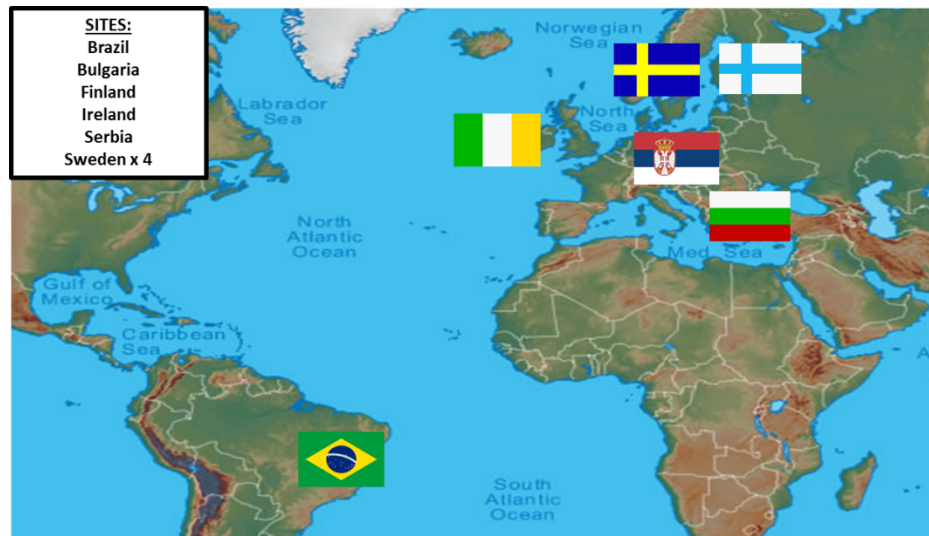 SITES:
Brazil
Bulgaria
Finland
Ireland
Serbia
Sweden x 4
Norwegian
Sea
Labrador
Sea
North
Sea
North
Atlantic
Ocean
Med. Sea
Gulf of
Mexico
Caribbean
Sea
A
South
Atlantic
Ocean